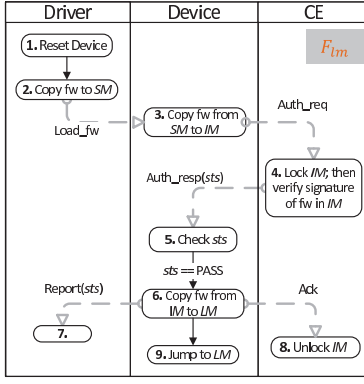 Driver
Device
CE
F_lm
1. Reset Device
2. Copy fw to SM
Load_fw
3. Copy fw from
SM to IM
Auth_req
4. Lock IM; then
verify signature
of fw in IM
Auth_resp(sts)
5. Check sts
sts == PASS
Report(sts)
6. Copy fw from
IM to LM
Ack
7.
8. Unlock IM
9. Jump to LM